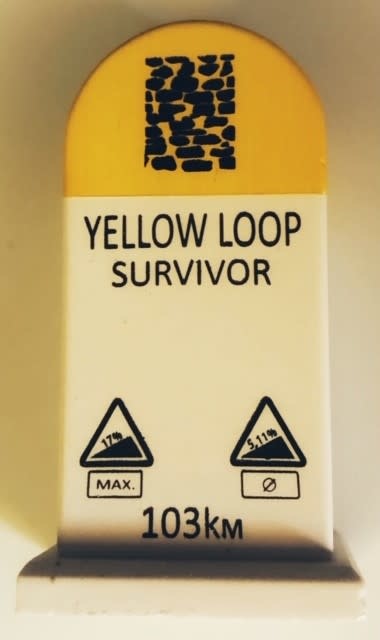 YELLOW LOOP
SURVIVOR
17% 5,11%
MAX. Ø
103KM